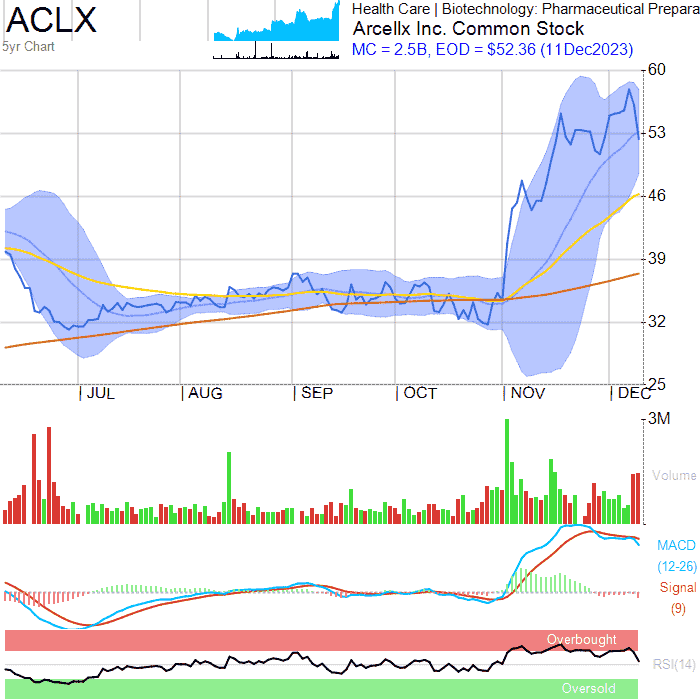 ACLX
5yr Chart
Health Care | Biotechnology: Pharmaceutical Prepara
Arcellx Inc. Common Stock
MC = 2.5B, EOD = $52.36 (11Dec2023)
60
53
46
39
32
25
| JUL | AUG | SEP | OCT | NOV | DEC
3M
Volume
MACD
(12-26)
Signal
(9)
Overbought
RSI(14)
Oversold